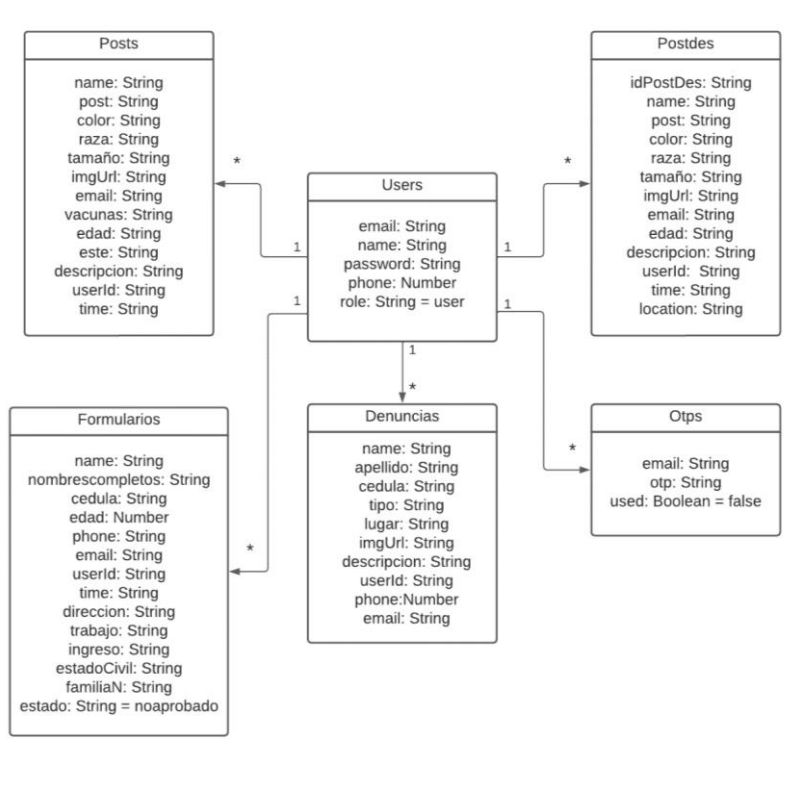 Posts
name: String
post: String
color: String
raza: String
tamaño: String
imgUrl: String
email: String
vacunas: String
edad: String
este: String
descripcion: String
userId: String
time: String
*
1
1
Users
email: String
name: String
password: String
phone: Number
role: String = user
*
1
1
Postdes
idPostDes: String
name: String
post: String
color: String
raza: String
tamaño: String
imgUrl: String
email: String
edad: String
descripcion: String
userId: String
time: String
location: String
Formularios
name: String
nombrescompletos: String
cedula: String
edad: Number
phone: String
email: String
userId: String
time: String
direccion: String
trabajo: String
ingreso: String
estadoCivil: String
familiaN: String
estado: String = noaprobado
*
1
*
Denuncias
name: String
apellido: String
cedula: String
tipo: String
lugar: String
imgUrl: String
descripcion: String
userId: String
phone:Number
email: String
*
Otps
email: String
otp: String
used: Boolean = false